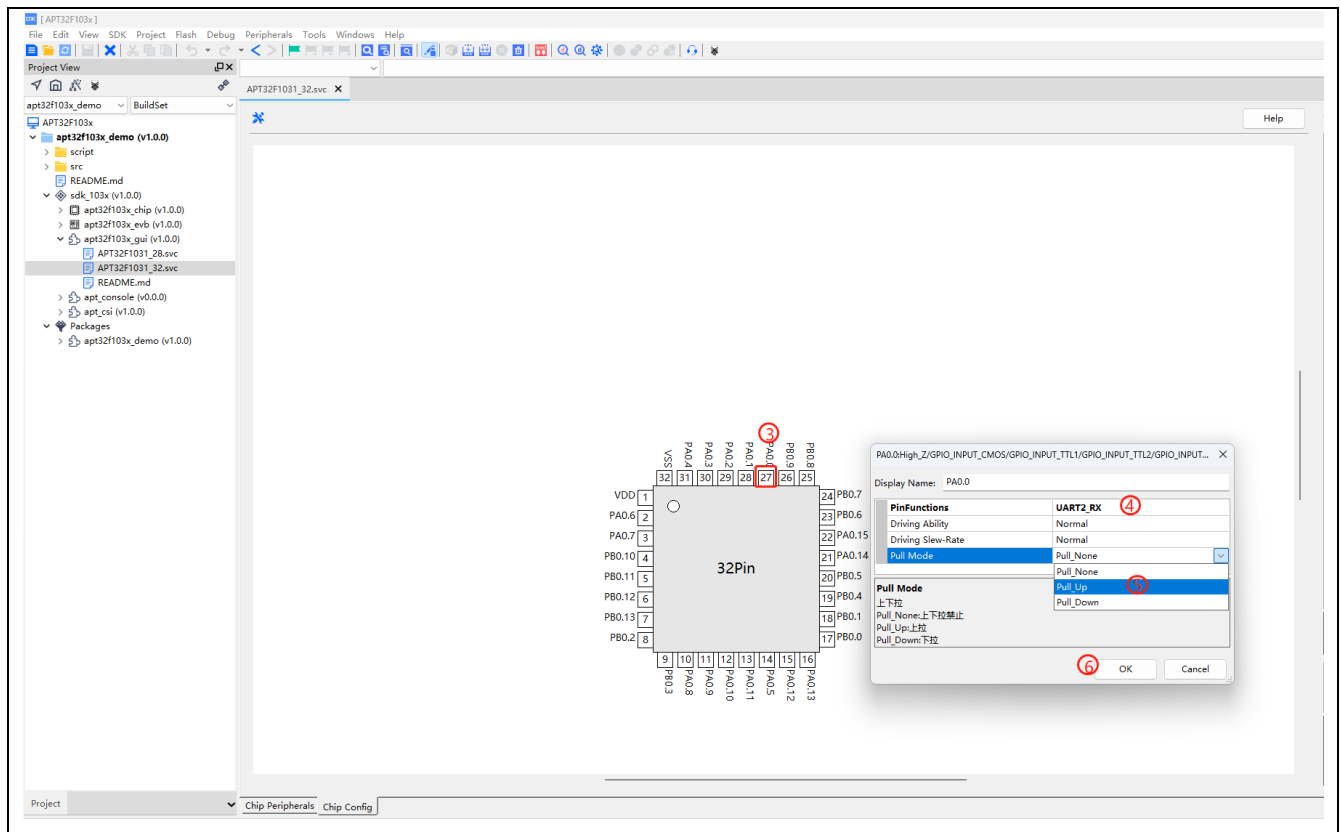 CDK [ APT32F103x ]
File Edit View SDK Project Flash Debug Peripherals Tools Windows Help
Project View
APT32F1031_32.svc
apt32f103x_demo BuildSet
Help
APT32F103x
apt32f103x_demo (v1.0.0)
script
src
README.md
sdk_103x (v1.0.0)
apt32f103x_chip (v1.0.0)
apt32f103x_evb (v1.0.0)
apt32f103x_gui (v1.0.0)
APT32F1031_28.svc
APT32F1031_32.svc
README.md
apt_console (v0.0.0)
apt_csi (v1.0.0)
Packages
apt32f103x_demo (v1.0.0)
③
VSS PA0.4 PA0.3 PA0.2 PA0.1 PA0.0 PB0.9 PB0.8
32 31 30 29 28 27 26 25
VDD 1 24 PB0.7
PA0.6 2 23 PB0.6
PA0.7 3 22 PA0.15
PB0.10 4 21 PA0.14
32Pin
PB0.11 5 20 PB0.5
PB0.12 6 19 PB0.4
PB0.13 7 18 PB0.1
PB0.2 8 17 PB0.0
9 10 11 12 13 14 15 16
PB0.3 PA0.8 PA0.9 PA0.10 PA0.11 PA0.5 PA0.12 PA0.13
PA0.0:High_Z/GPIO_INPUT_CMOS/GPIO_INPUT_TTL1/GPIO_INPUT_TTL2/GPIO_INPUT...
Display Name: PA0.0
PinFunctions UART2_RX ④
Driving Ability Normal
Driving Slew-Rate Normal
Pull Mode Pull_None
Pull_None
Pull_Up ⑤
Pull_Down
Pull Mode
上下拉
Pull_None:上下拉禁止
Pull_Up:上拉
Pull_Down:下拉
⑥ OK Cancel
Project
Chip Peripherals Chip Config